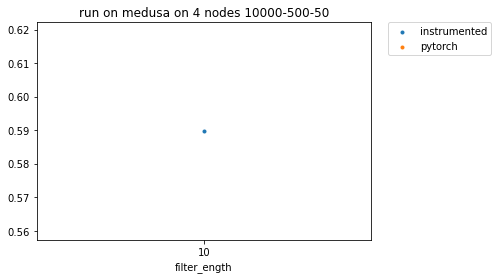 run on medusa on 4 nodes 10000-500-50
instrumented
pytorch
0.62
0.61
0.60
0.59
0.58
0.57
0.56
10
filter_ength